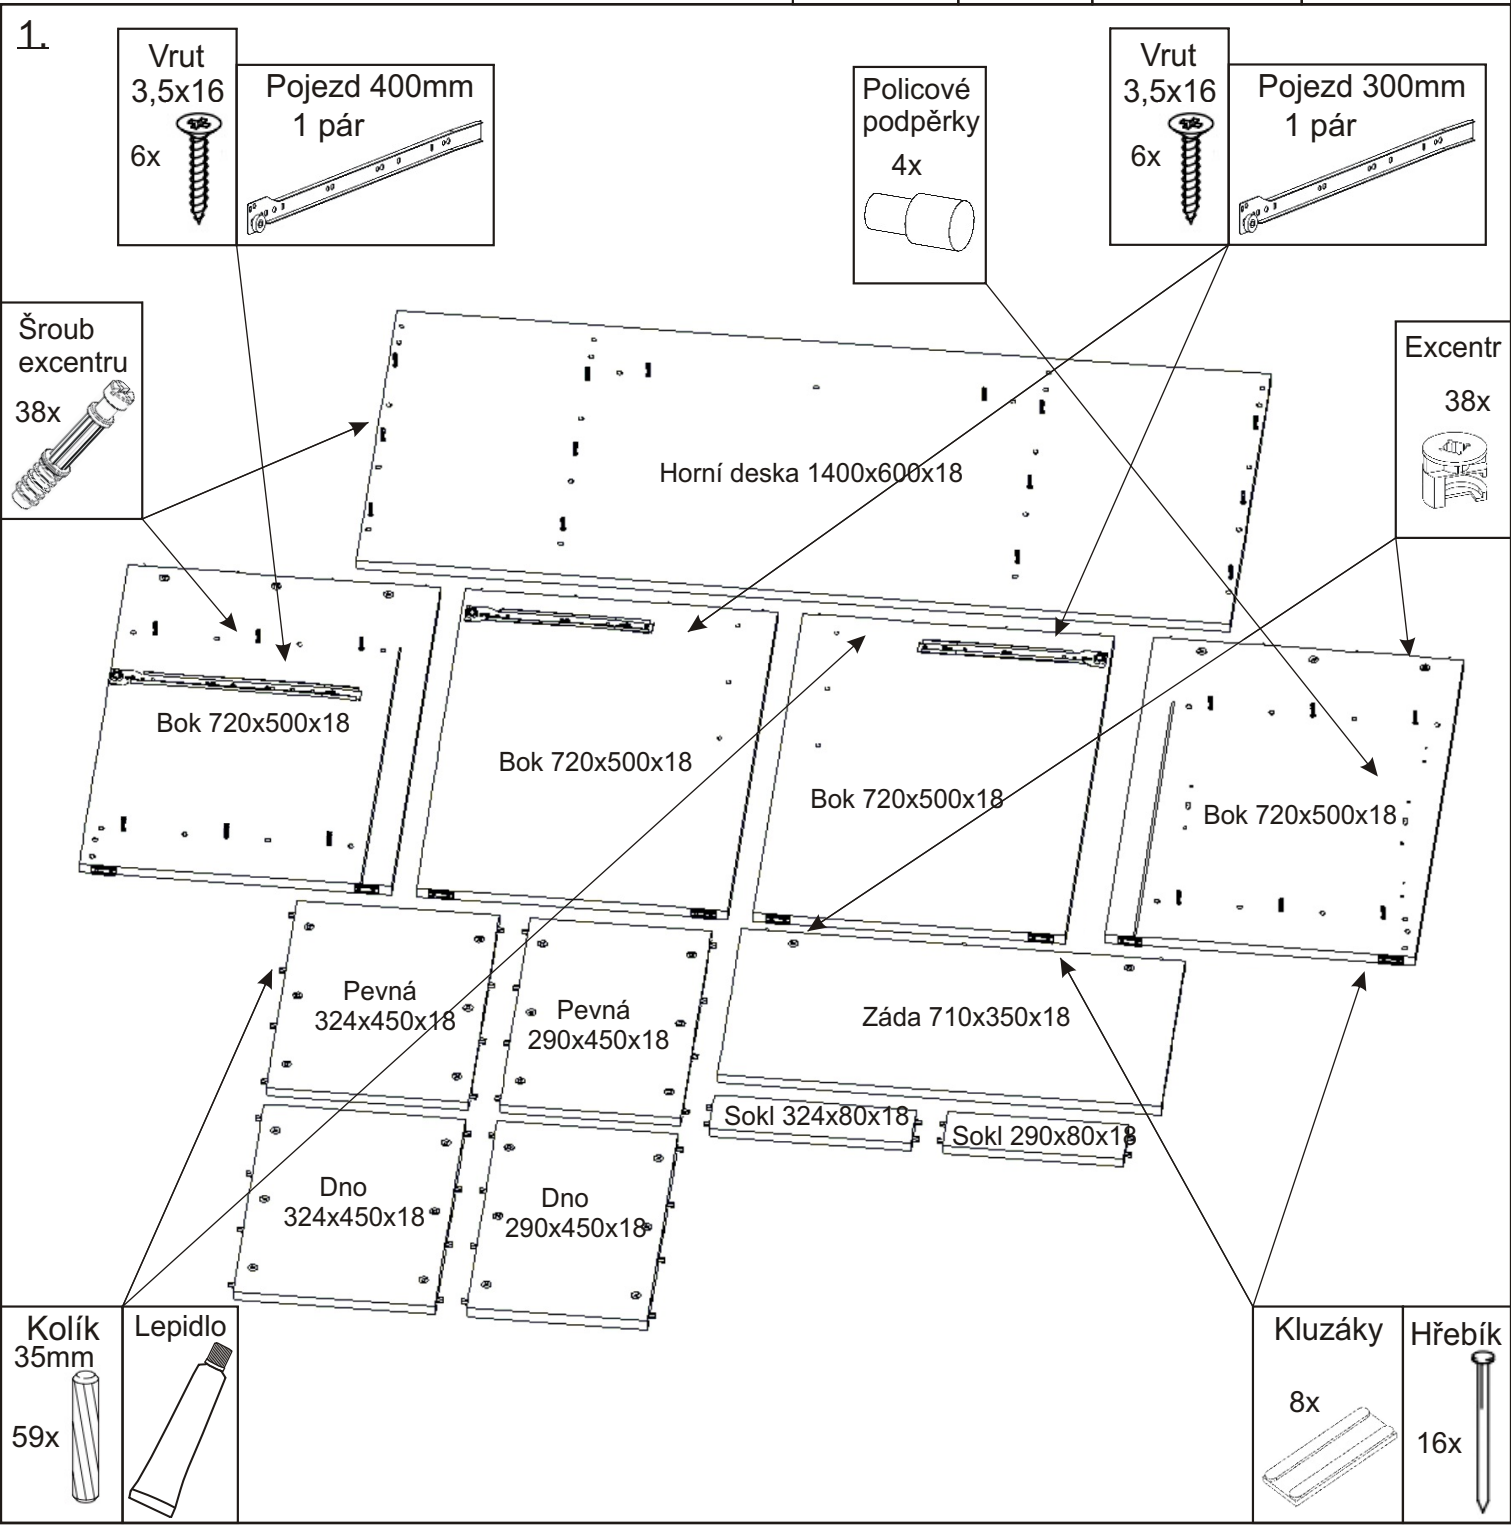 1.
Vrut
3,5x16
6x
Pojezd 400mm
1 pár
Policové
podpěrky
4x
Vrut
3,5x16
6x
Pojezd 300mm
1 pár
Šroub
excentru
38x
Excentr
38x
Horní deska 1400x600x18
Bok 720x500x18
Bok 720x500x18
Bok 720x500x18
Bok 720x500x18
Pevná
324x450x18
Pevná
290x450x18
Záda 710x350x18
Sokl 324x80x18
Sokl 290x80x18
Dno
324x450x18
Dno
290x450x18
Kolík
35mm
59x
Lepidlo
Kluzáky
8x
Hřebík
16x